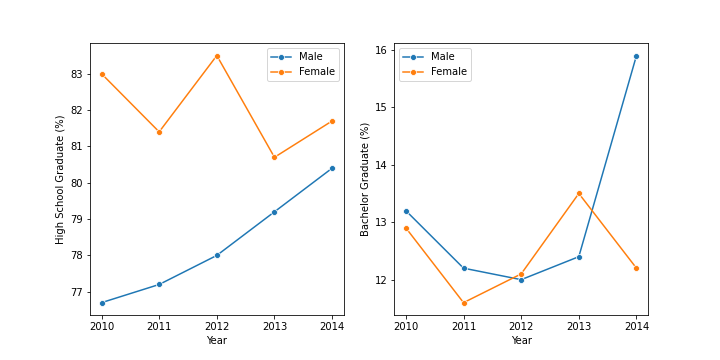 High School Graduate (%)
83
82
81
80
79
78
77
2010 2011 2012 2013 2014
Year
Male
Female
Bachelor Graduate (%)
16
15
14
13
12
2010 2011 2012 2013 2014
Year
Male
Female